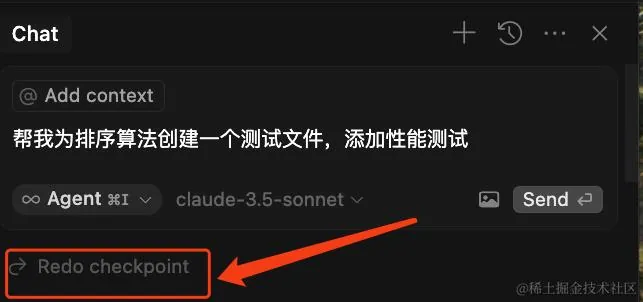 Chat
@ Add context
帮我为排序算法创建一个测试文件，添加性能测试
∞ Agent ⌘I claude-3.5-sonnet Send
Redo checkpoint
@稀土掘金技术社区